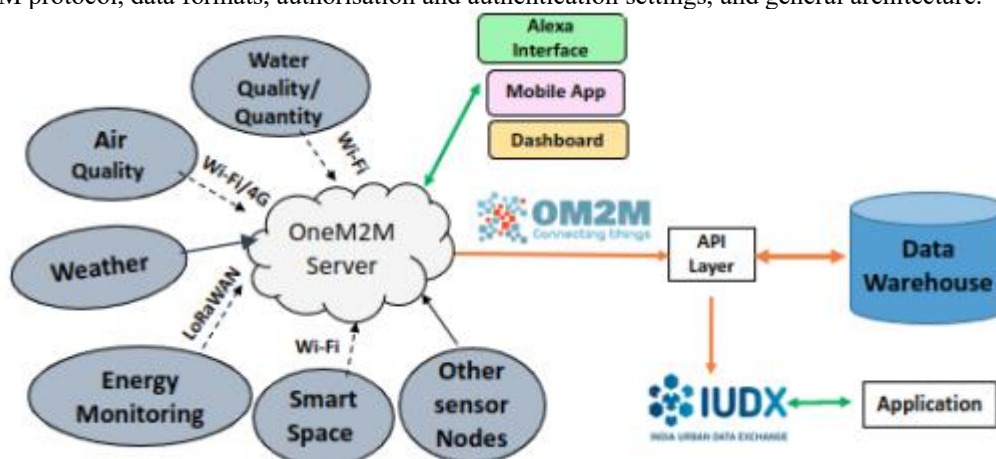 M protocol, data formats, authorisation and authentication settings, and general architecture.
Alexa
Interface
Mobile App
Dashboard
Water
Quality/
Quantity
Wi-Fi
Air
Quality
Wi-Fi/4G
OneM2M
Server
OM2M
Connecting things
API
Layer
Data
Warehouse
Weather
LoRaWAN
Energy
Monitoring
Wi-Fi
Smart
Space
Other
sensor
Nodes
IUDX
INDIA URBAN DATA EXCHANGE
Application